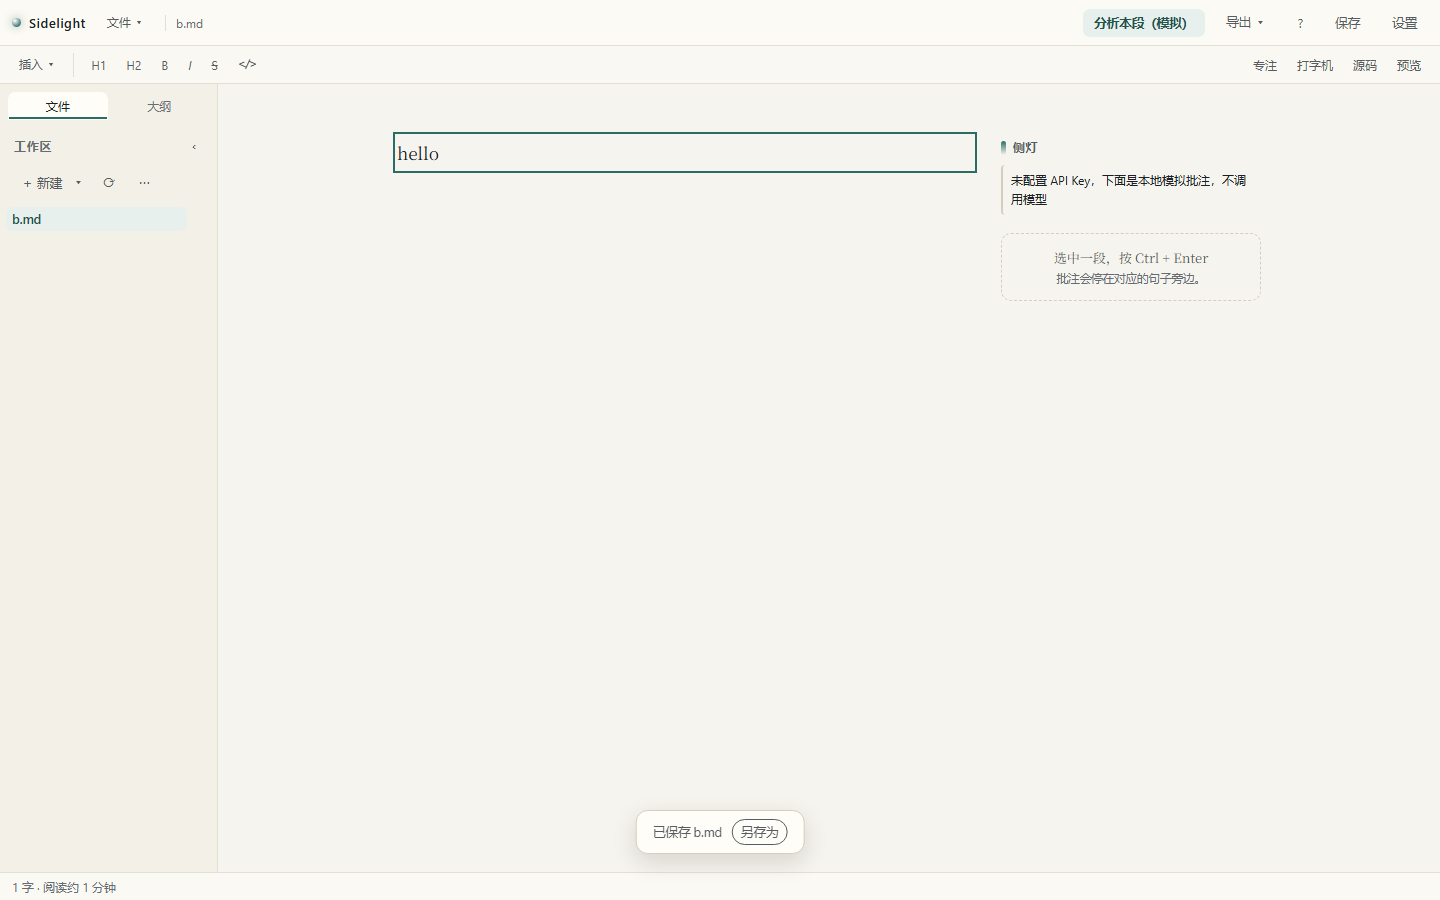 Sidelight 文件 b.md 分析本段（模拟） 导出 ? 保存 设置
插入 H1 H2 B I S </> 专注 打字机 源码 预览
文件 大纲
工作区
+ 新建 ···
b.md
hello
侧灯
未配置 API Key，下面是本地模拟批注，不调
用模型
选中一段，按 Ctrl + Enter
批注会停在对应的句子旁边。
已保存 b.md 另存为
1 字 · 阅读约 1 分钟